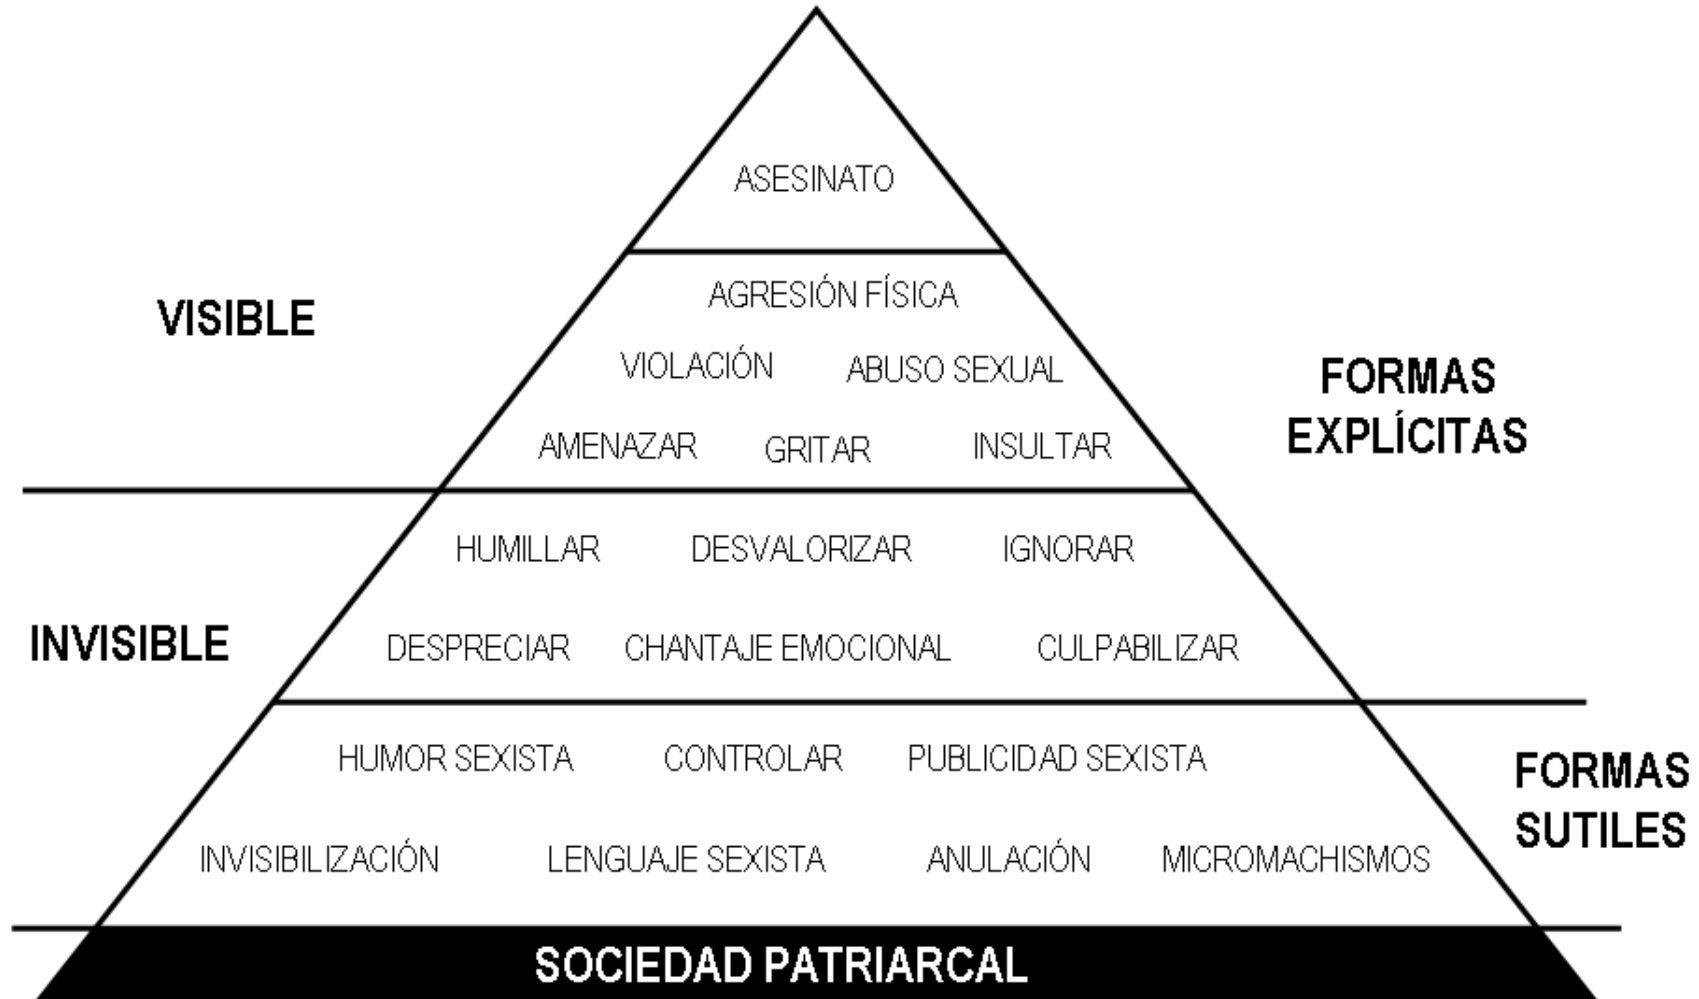 ASESINATO
AGRESIÓN FÍSICA
VISIBLE
VIOLACIÓN
ABUSO SEXUAL
FORMAS
EXPLÍCITAS
AMENAZAR
GRITAR
INSULTAR
HUMILLAR
DESVALORIZAR
IGNORAR
INVISIBLE
DESPRECIAR
CHANTAJE EMOCIONAL
CULPABILIZAR
HUMOR SEXISTA
CONTROLAR
PUBLICIDAD SEXISTA
FORMAS
SUTILES
INVISIBILIZACIÓN
LENGUAJE SEXISTA
ANULACIÓN
MICROMACHISMOS
SOCIEDAD PATRIARCAL